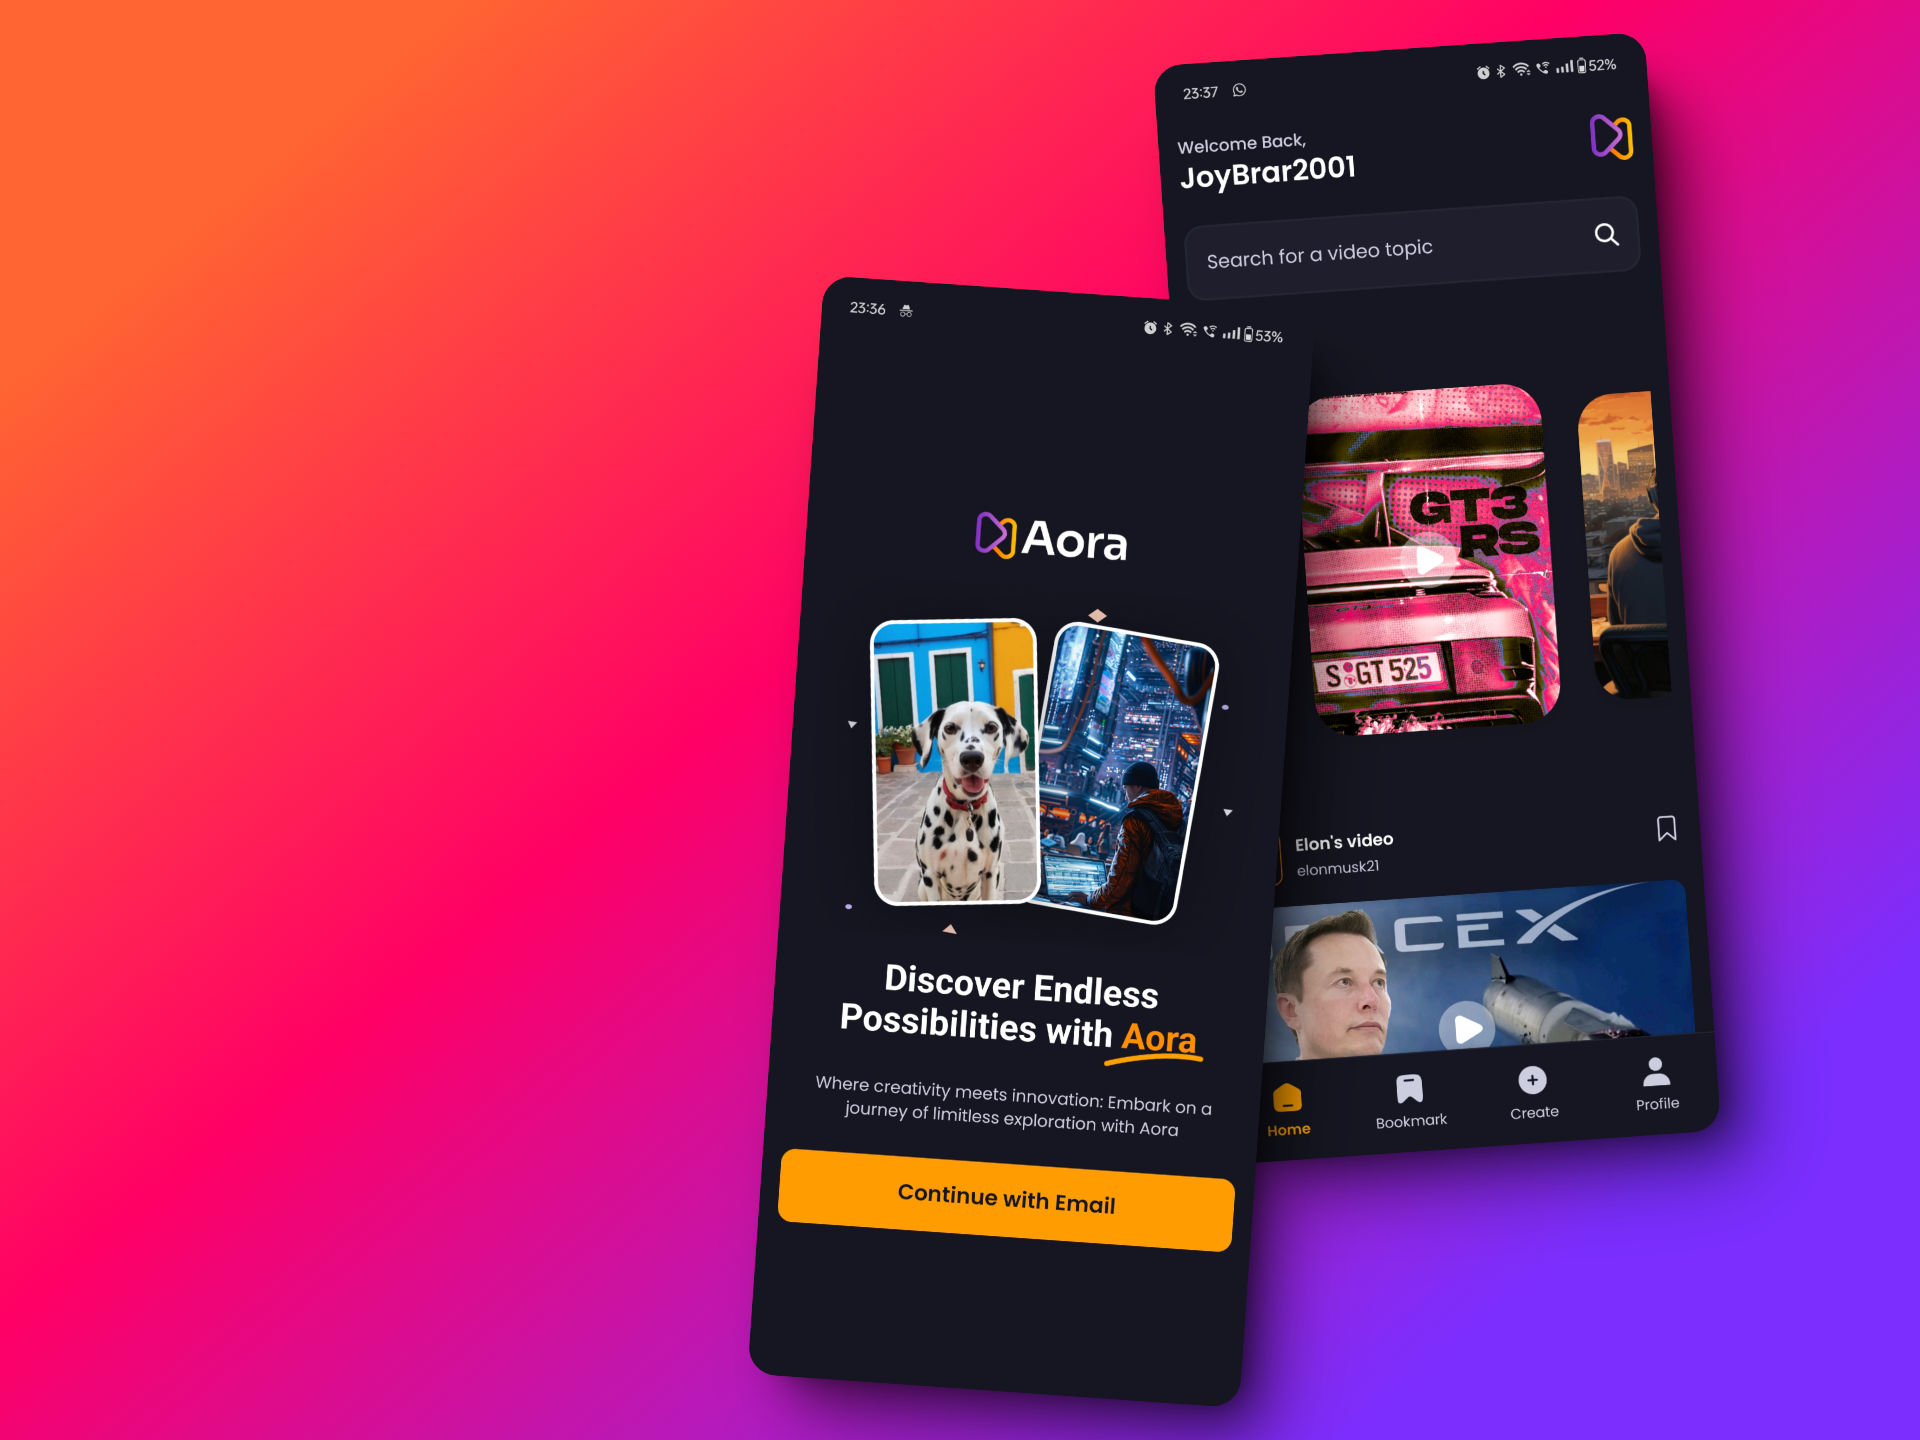 23:37
52%
Welcome Back,
JoyBrar2001
Search for a video topic
GT3
RS
S GT 525
Elon's video
elonmusk21
CEX
Home
Bookmark
Create
Profile
23:36
53%
Aora
Discover Endless
Possibilities with Aora
Where creativity meets innovation: Embark on a
journey of limitless exploration with Aora
Continue with Email